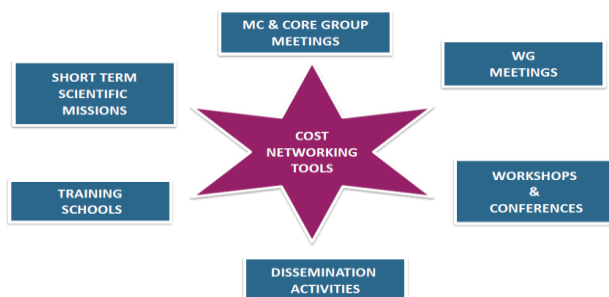 MC & CORE GROUP
MEETINGS
WG
MEETINGS
SHORT TERM
SCIENTIFIC
MISSIONS
COST
NETWORKING
TOOLS
TRAINING
SCHOOLS
WORKSHOPS
&
CONFERENCES
DISSEMINATION
ACTIVITIES